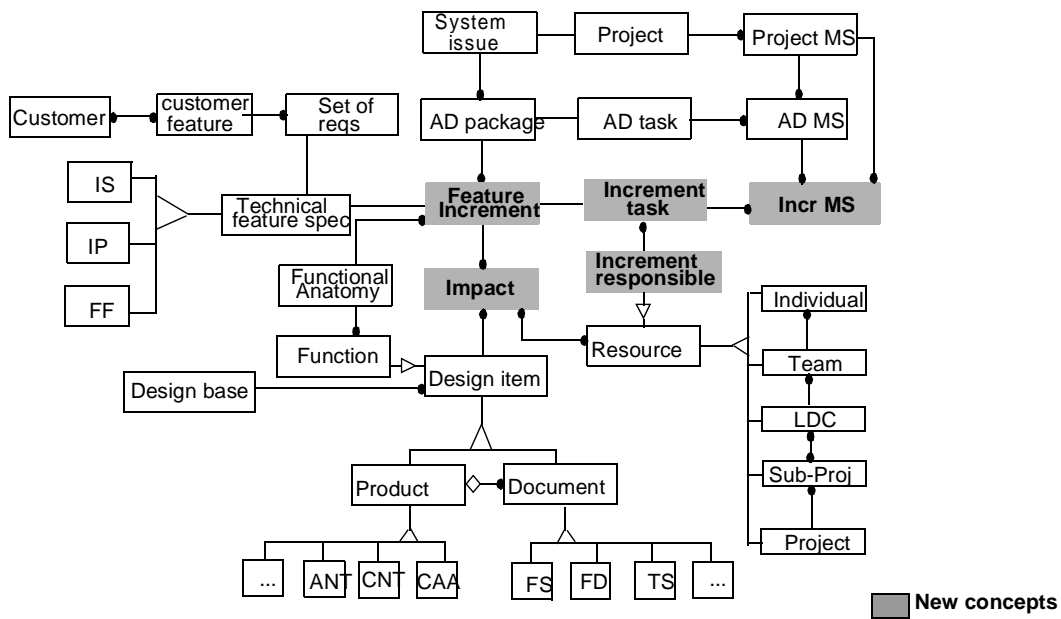 System
issue
Project
Project MS
Customer
customer
feature
Set of
reqs
AD package
AD task
AD MS
IS
IP
FF
Technical
feature spec
Feature
Increment
Increment
task
Incr MS
Functional
Anatomy
Impact
Increment
responsible
Individual
Function
Resource
Team
Design base
Design item
LDC
Sub-Proj
Product
Document
Project
...
ANT
CNT
CAA
FS
FD
TS
...
New concepts